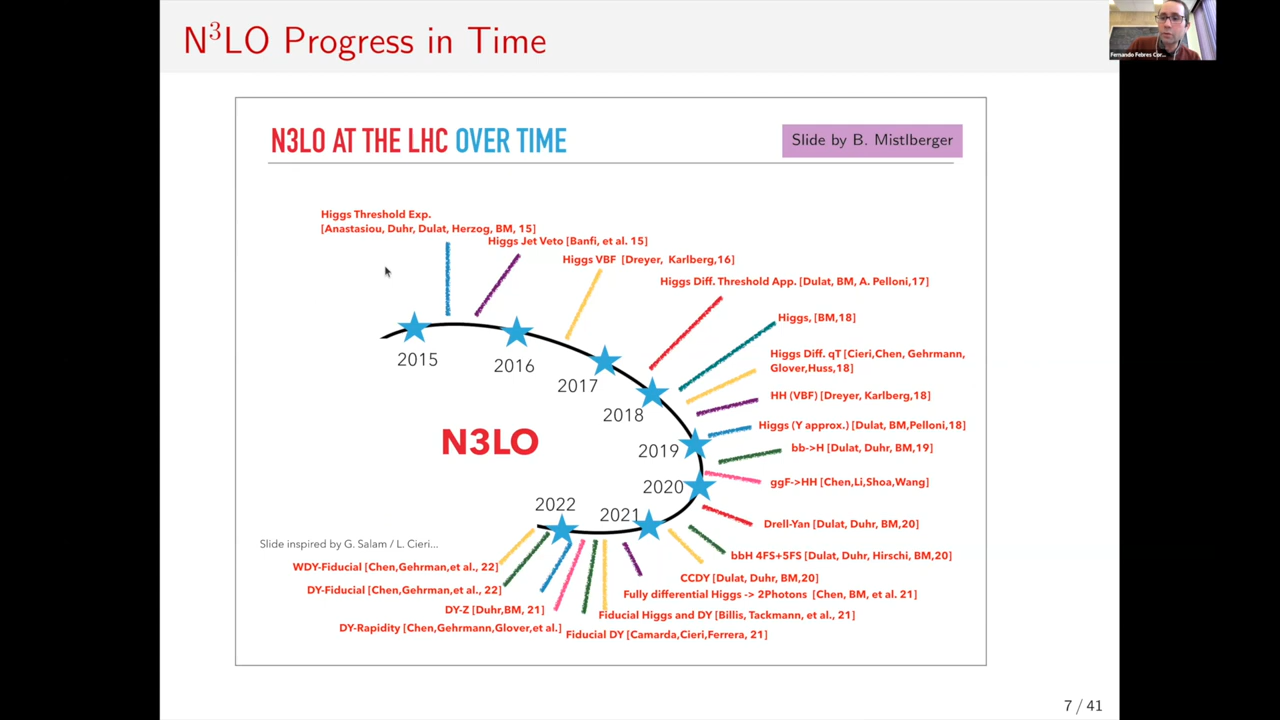 N³LO Progress in Time
Fernando Febres Cor...
N3LO AT THE LHC OVER TIME
Slide by B. Mistlberger
Higgs Threshold Exp.
[Anastasiou, Duhr, Dulat, Herzog, BM, 15]
Higgs Jet Veto [Banfi, et al. 15]
Higgs VBF [Dreyer, Karlberg,16]
Higgs Diff. Threshold App. [Dulat, BM, A. Pelloni,17]
Higgs, [BM,18]
Higgs Diff. qT [Cieri,Chen, Gehrmann,
Glover,Huss,18]
HH (VBF) [Dreyer, Karlberg,18]
Higgs (Y approx.) [Dulat, BM,Pelloni,18]
bb->H [Dulat, Duhr, BM,19]
ggF->HH [Chen,Li,Shoa,Wang]
Drell-Yan [Dulat, Duhr, BM,20]
bbH 4FS+5FS [Dulat, Duhr, Hirschi, BM,20]
CCDY [Dulat, Duhr, BM,20]
Fully differential Higgs -> 2Photons [Chen, BM, et al. 21]
Fiducial Higgs and DY [Billis, Tackmann, et al., 21]
Fiducial DY [Camarda,Cieri,Ferrera, 21]
DY-Rapidity [Chen,Gehrmann,Glover,et al.]
DY-Z [Duhr,BM, 21]
DY-Fiducial [Chen,Gehrman,et al., 22]
WDY-Fiducial [Chen,Gehrman,et al., 22]
2015
2016
2017
2018
2019
2020
2021
2022
N3LO
Slide inspired by G. Salam / L. Cieri...
7 / 41